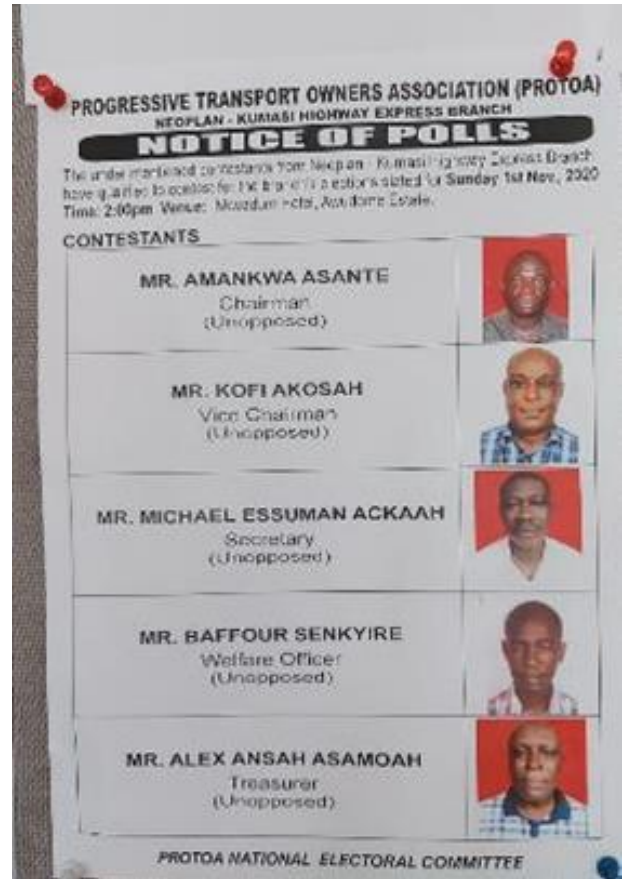 PROGRESSIVE TRANSPORT OWNERS ASSOCIATION (PROTOA)
NEOPLAN - KUMASI HIGHWAY EXPRESS BRANCH
NOTICE OF POLLS
The under mentioned contestants from Neoplan - Kumasi Highway Express Branch
have qualified to contest for the branch elections slated for Sunday 1st Nov, 2020
Time: 2:00pm Venue: Hotel, Awudome Estate.
CONTESTANTS
MR. AMANKWA ASANTE
Chairman
(Unopposed)
MR. KOFI AKOSAH
Vice Chairman
(Unopposed)
MR. MICHAEL ESSUMAN ACKAAH
Secretary
(Unopposed)
MR. BAFFOUR SENKYIRE
Welfare Officer
(Unopposed)
MR. ALEX ANSAH ASAMOAH
Treasurer
(Unopposed)
PROTOA NATIONAL ELECTORAL COMMITTEE